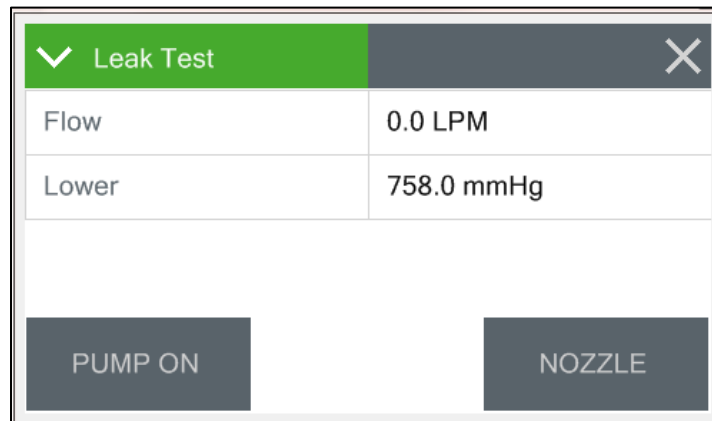 Leak Test
Flow 0.0 LPM
Lower 758.0 mmHg
PUMP ON NOZZLE